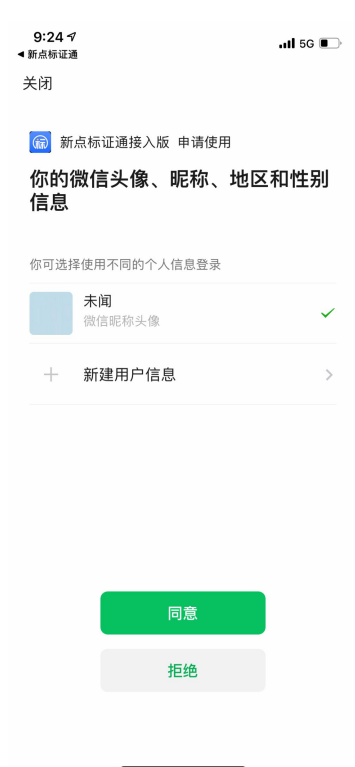 9:24
5G
新点标证通
关闭
标
新点标证通接入版 申请使用
你的微信头像、昵称、地区和性别
信息
你可选择使用不同的个人信息登录
未闻
微信昵称头像
新建用户信息
同意
拒绝